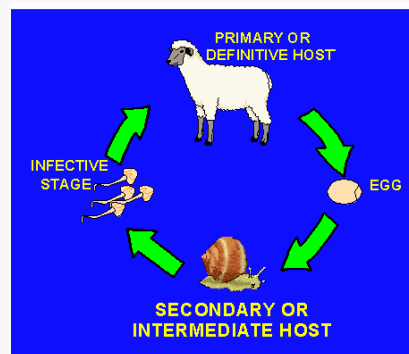 PRIMARY OR
DEFINITIVE HOST
INFECTIVE
STAGE
EGG
SECONDARY OR
INTERMEDIATE HOST